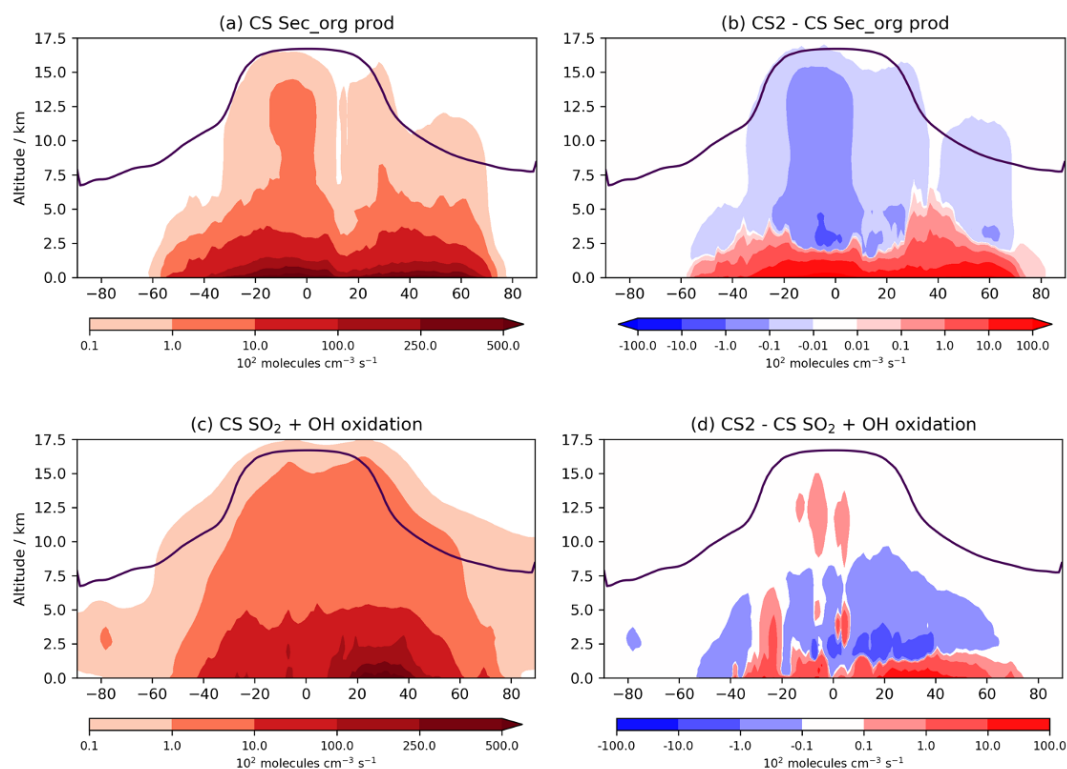 (a) CS Sec_org prod
(b) CS2 - CS Sec_org prod
17.5 15.0 12.5 10.0 7.5 5.0 2.5 0.0
Altitude / km
17.5 15.0 12.5 10.0 7.5 5.0 2.5 0.0
−80 −60 −40 −20 0 20 40 60 80
−80 −60 −40 −20 0 20 40 60 80
0.1 1.0 10.0 100.0 250.0 500.0
10² molecules cm⁻³ s⁻¹
-100.0 -10.0 -1.0 -0.1 -0.01 0.01 0.1 1.0 10.0 100.0
10² molecules cm⁻³ s⁻¹
(c) CS SO₂ + OH oxidation
(d) CS2 - CS SO₂ + OH oxidation
17.5 15.0 12.5 10.0 7.5 5.0 2.5 0.0
Altitude / km
17.5 15.0 12.5 10.0 7.5 5.0 2.5 0.0
−80 −60 −40 −20 0 20 40 60 80
−80 −60 −40 −20 0 20 40 60 80
0.1 1.0 10.0 100.0 250.0 500.0
10² molecules cm⁻³ s⁻¹
-100.0 -10.0 -1.0 -0.1 0.1 1.0 10.0 100.0
10² molecules cm⁻³ s⁻¹